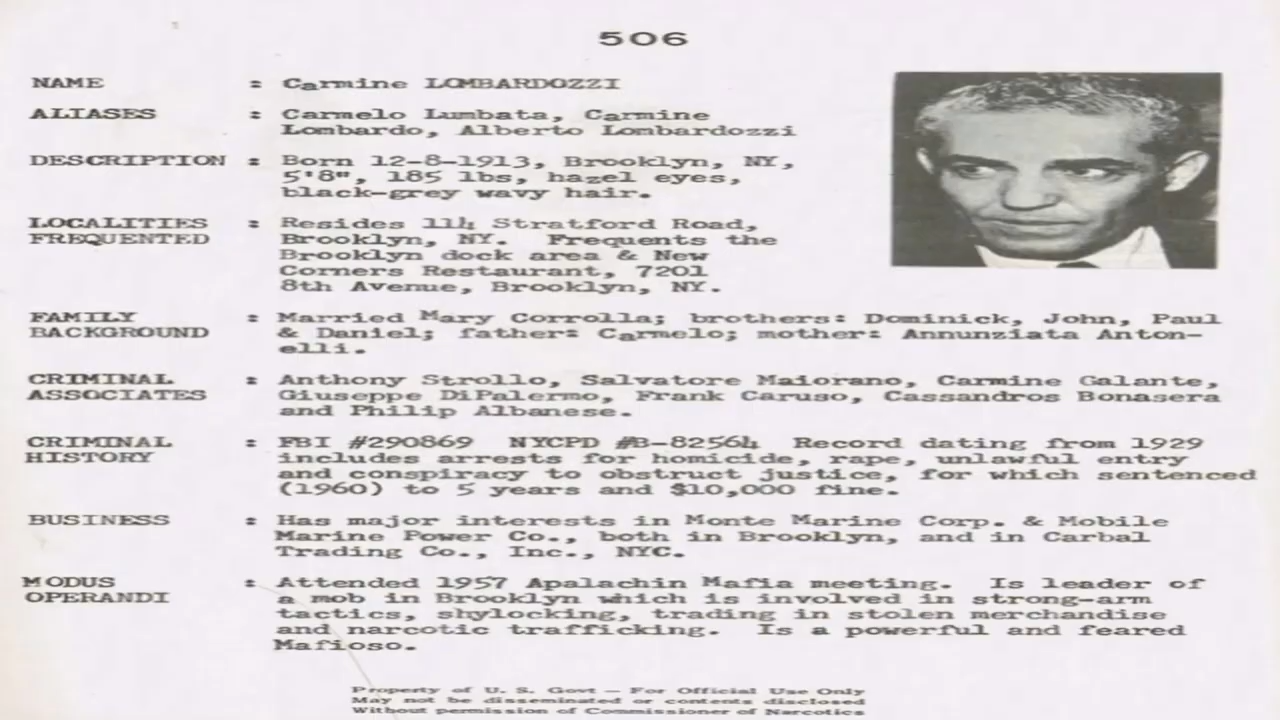 506
NAME : Carmine LOMBARDOZZI
ALIASES : Carmelo Lumbata, Carmine
Lombardo, Alberto Lombardozzi
DESCRIPTION : Born 12-8-1913, Brooklyn, NY,
5'8", 185 lbs, hazel eyes,
black-grey wavy hair.
LOCALITIES : Resides 114 Stratford Road,
FREQUENTED Brooklyn, NY. Frequents the
Brooklyn dock area & New
Corners Restaurant, 7201
8th Avenue, Brooklyn, NY.
FAMILY : Married Mary Corrolla; brothers: Dominick, John, Paul
BACKGROUND & Daniel; father: Carmelo; mother: Annunziata Anton-
elli.
CRIMINAL : Anthony Strollo, Salvatore Maiorano, Carmine Galante,
ASSOCIATES Giuseppe DiPalermo, Frank Caruso, Cassandros Bonasera
and Philip Albanese.
CRIMINAL : FBI #290869 NYCPD #B-82564 Record dating from 1929
HISTORY includes arrests for homicide, rape, unlawful entry
and conspiracy to obstruct justice, for which sentenced
(1960) to 5 years and $10,000 fine.
BUSINESS : Has major interests in Monte Marine Corp. & Mobile
Marine Power Co., both in Brooklyn, and in Carbal
Trading Co., Inc., NYC.
MODUS : Attended 1957 Apalachin Mafia meeting. Is leader of
OPERANDI a mob in Brooklyn which is involved in strong-arm
tactics, shylocking, trading in stolen merchandise
and narcotic trafficking. Is a powerful and feared
Mafioso.
Property of U. S. Govt — For Official Use Only
May not be disseminated or contents disclosed
Without permission of Commissioner of Narcotics